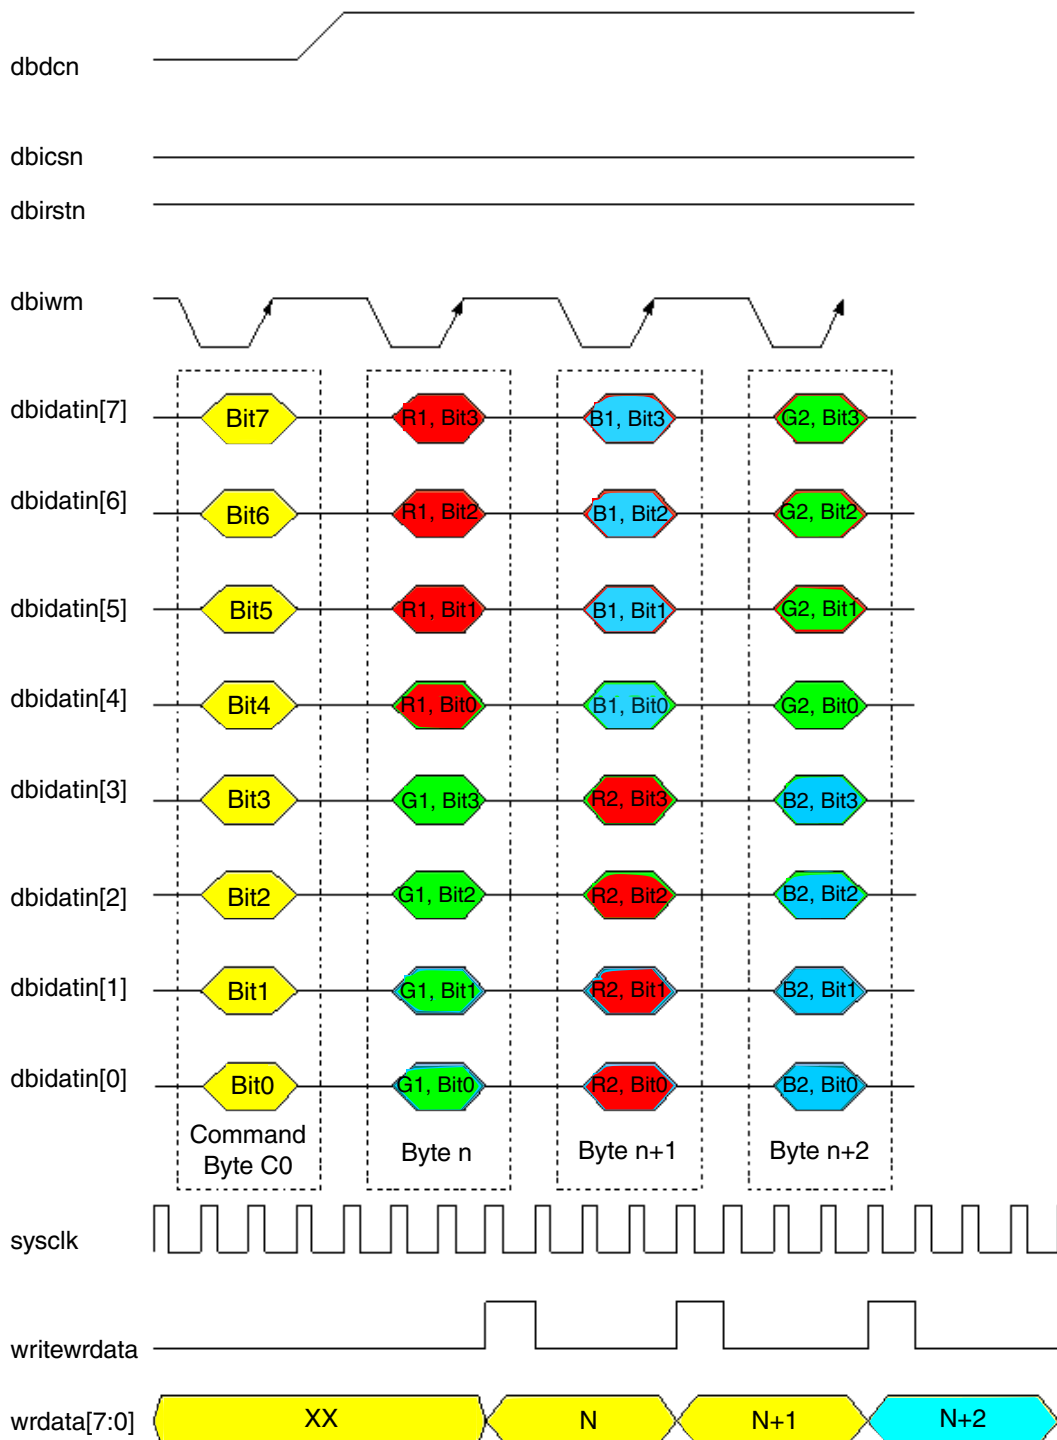 dbdcn
dbicsn
dbirstn
dbiwm
dbidatin[7] Bit7 R1, Bit3 B1, Bit3 G2, Bit3
dbidatin[6] Bit6 R1, Bit2 B1, Bit2 G2, Bit2
dbidatin[5] Bit5 R1, Bit1 B1, Bit1 G2, Bit1
dbidatin[4] Bit4 R1, Bit0 B1, Bit0 G2, Bit0
dbidatin[3] Bit3 G1, Bit3 R2, Bit3 B2, Bit3
dbidatin[2] Bit2 G1, Bit2 R2, Bit2 B2, Bit2
dbidatin[1] Bit1 G1, Bit1 R2, Bit1 B2, Bit1
dbidatin[0] Bit0 G1, Bit0 R2, Bit0 B2, Bit0
Command
Byte C0 Byte n Byte n+1 Byte n+2
sysclk
writewrdata
wrdata[7:0] XX N N+1 N+2